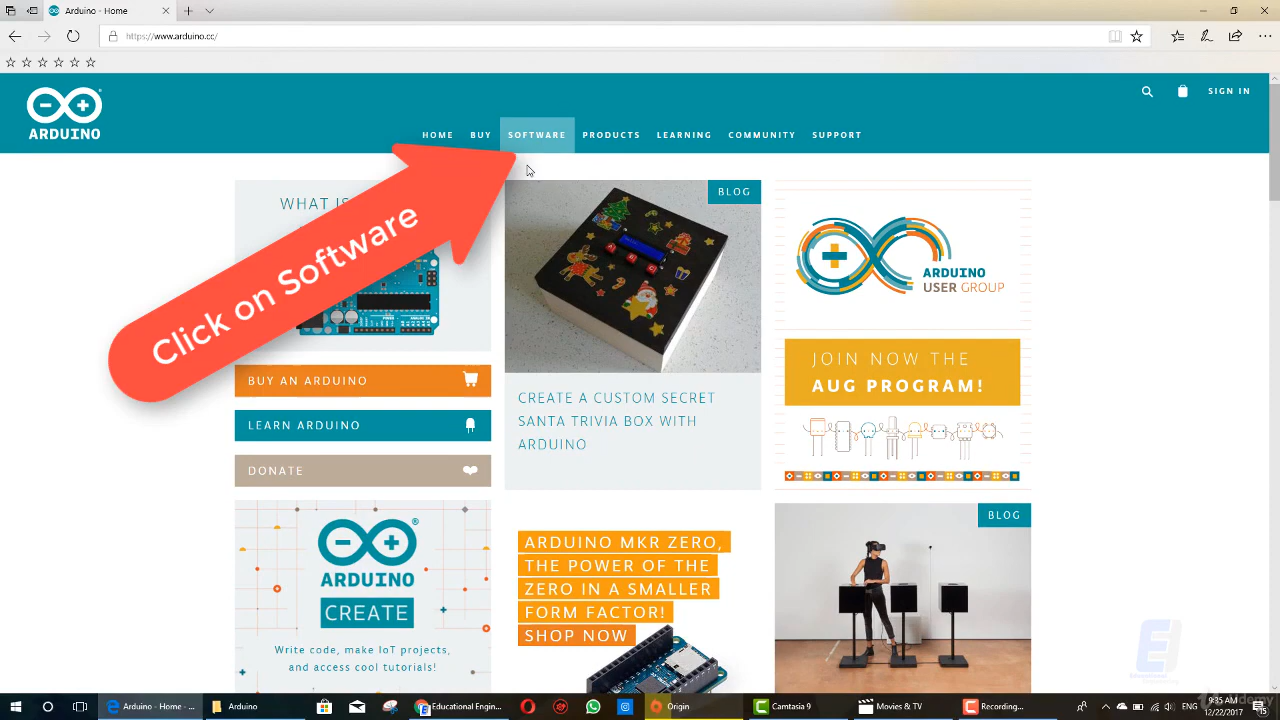 Arduino - Home
https://www.arduino.cc/
SIGN IN
ARDUINO
HOME BUY SOFTWARE PRODUCTS LEARNING COMMUNITY SUPPORT
WHAT IS
Click on Software
BUY AN ARDUINO
LEARN ARDUINO
DONATE
ARDUINO
CREATE
Write code, make IoT projects,
and access cool tutorials!
BLOG
CREATE A CUSTOM SECRET
SANTA TRIVIA BOX WITH
ARDUINO
ARDUINO MKR ZERO,
THE POWER OF THE
ZERO IN A SMALLER
FORM FACTOR!
SHOP NOW
ARDUINO
USER GROUP
JOIN NOW THE
AUG PROGRAM!
BLOG
Arduino - Home - ...
Arduino
Educational Engine...
Origin
Camtasia 9
Movies & TV
Recording...
9:35 AM
12/22/2017